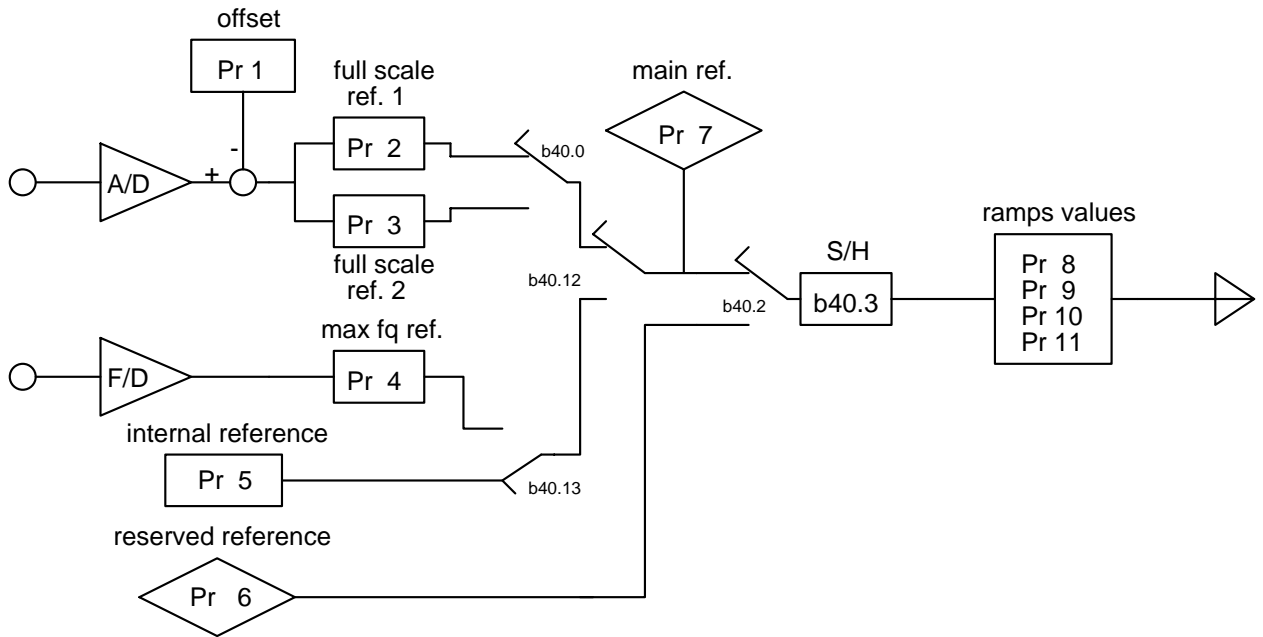 offset
Pr 1
full scale
ref. 1
main ref.
-
Pr 2
b40.0
Pr 7
A/D
+
Pr 3
ramps values
full scale
ref. 2
S/H
Pr 8
Pr 9
Pr 10
Pr 11
b40.12
b40.2
b40.3
max fq ref.
F/D
Pr 4
internal reference
Pr 5
b40.13
reserved reference
Pr 6